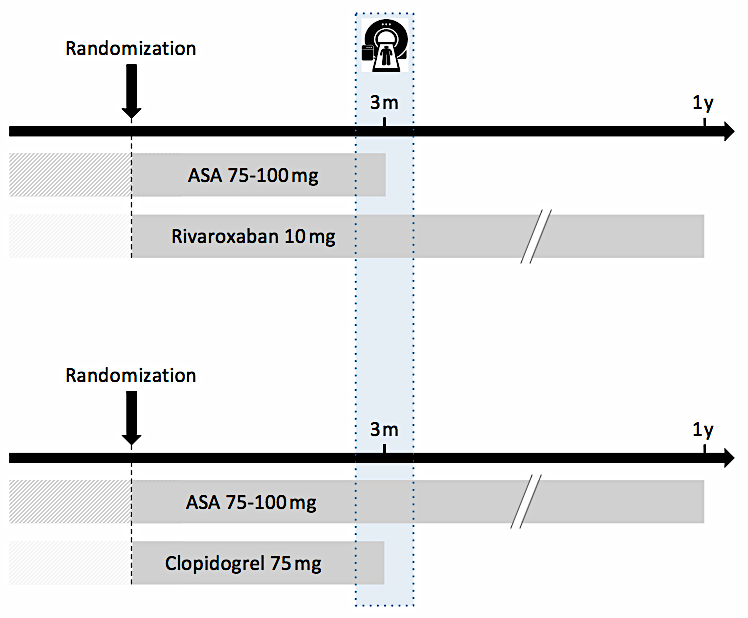 Randomization
3m
1y
ASA 75-100 mg
Rivaroxaban 10 mg
Randomization
3m
1y
ASA 75-100 mg
Clopidogrel 75 mg